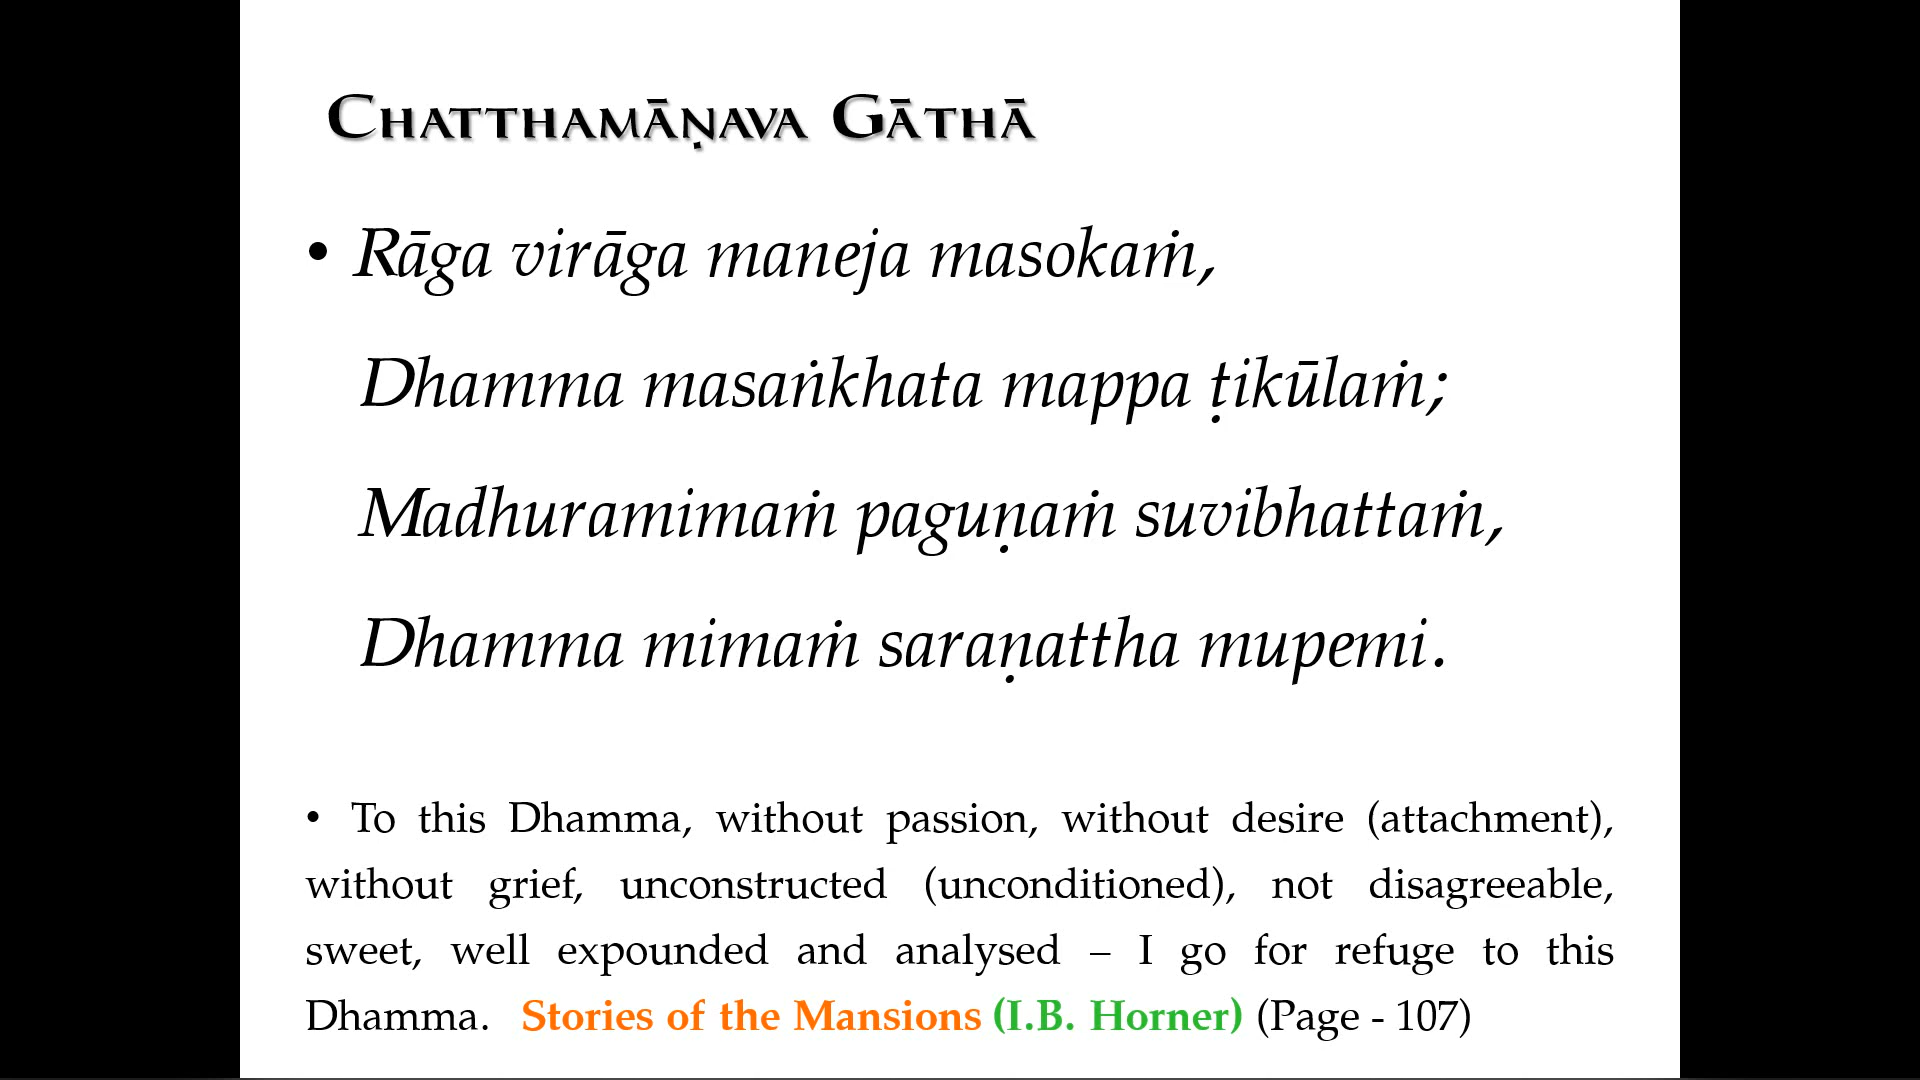 Chatthamāṇava Gāthā
• Rāga virāga maneja masokaṁ,
Dhamma masaṅkhata mappa ṭikūlaṁ;
Madhuramimaṁ paguṇaṁ suvibhattaṁ,
Dhamma mimaṁ saraṇattha mupemi.
• To this Dhamma, without passion, without desire (attachment),
without grief, unconstructed (unconditioned), not disagreeable,
sweet, well expounded and analysed – I go for refuge to this
Dhamma. Stories of the Mansions (I.B. Horner) (Page - 107)